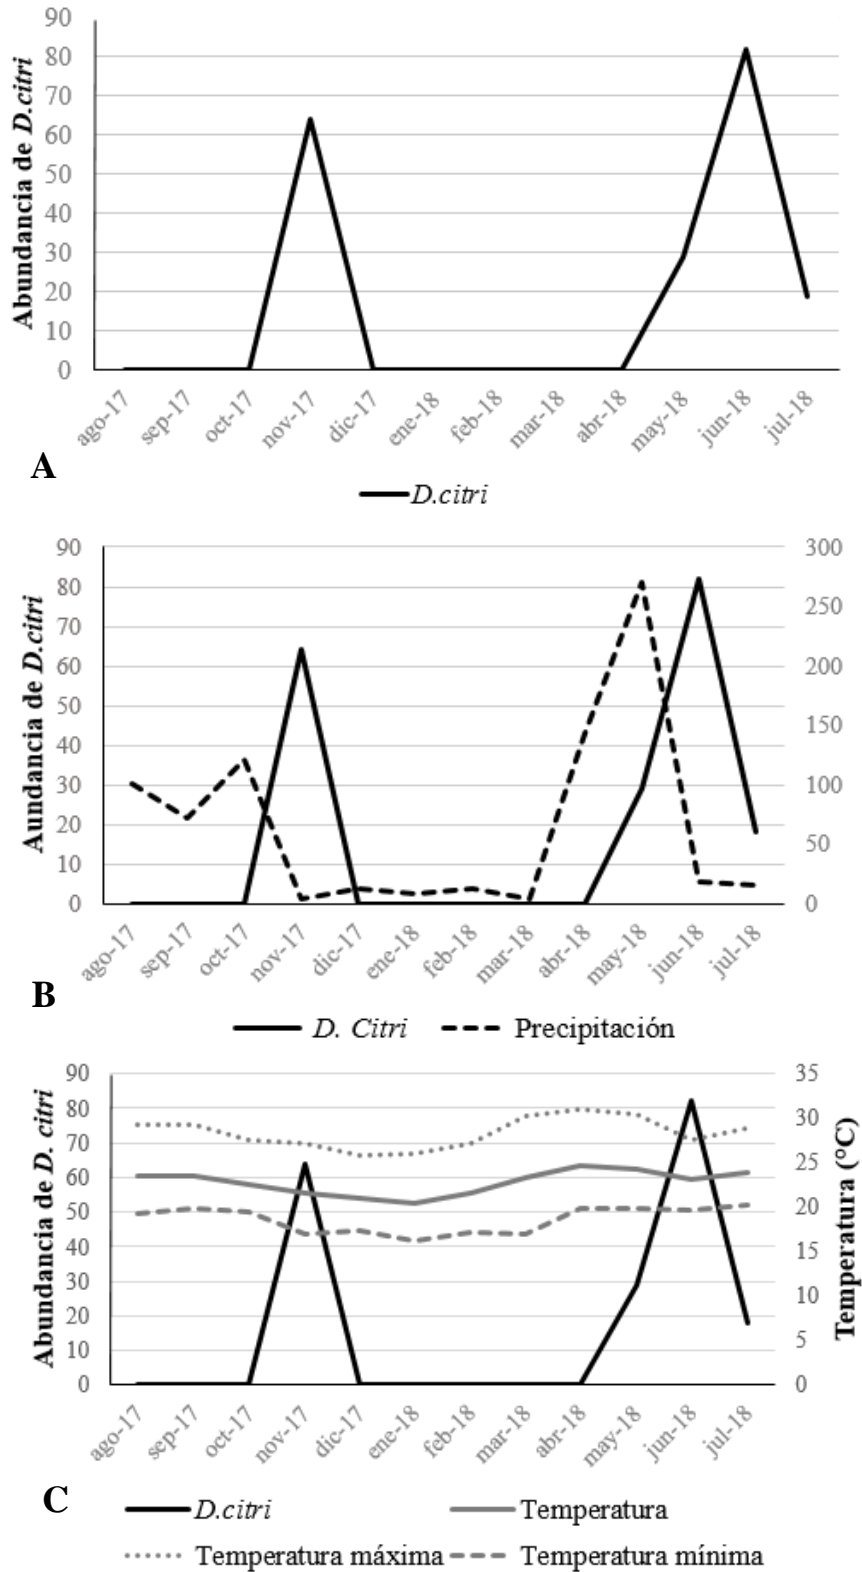 90
80
70
60
50
40
30
20
10
0
Abundancia de D.citri
ago-17 sep-17 oct-17 nov-17 dic-17 ene-18 feb-18 mar-18 abr-18 may-18 jun-18 jul-18
A
D.citri
90 300
80 250
70
60 200
50 150
40
30 100
20 50
10
0 0
Aundancia de D.citri
ago-17 sep-17 oct-17 nov-17 dic-17 ene-18 feb-18 mar-18 abr-18 may-18 jun-18 jul-18
B
D. Citri Precipitación
90 35
80 30
70 25
60
50 20
40 15
30 10
20 5
10
0 0
Abundancia de D. citri
Temperatura (°C)
ago-17 sep-17 oct-17 nov-17 dic-17 ene-18 feb-18 mar-18 abr-18 may-18 jun-18 jul-18
C
D.citri Temperatura
Temperatura máxima Temperatura mínima